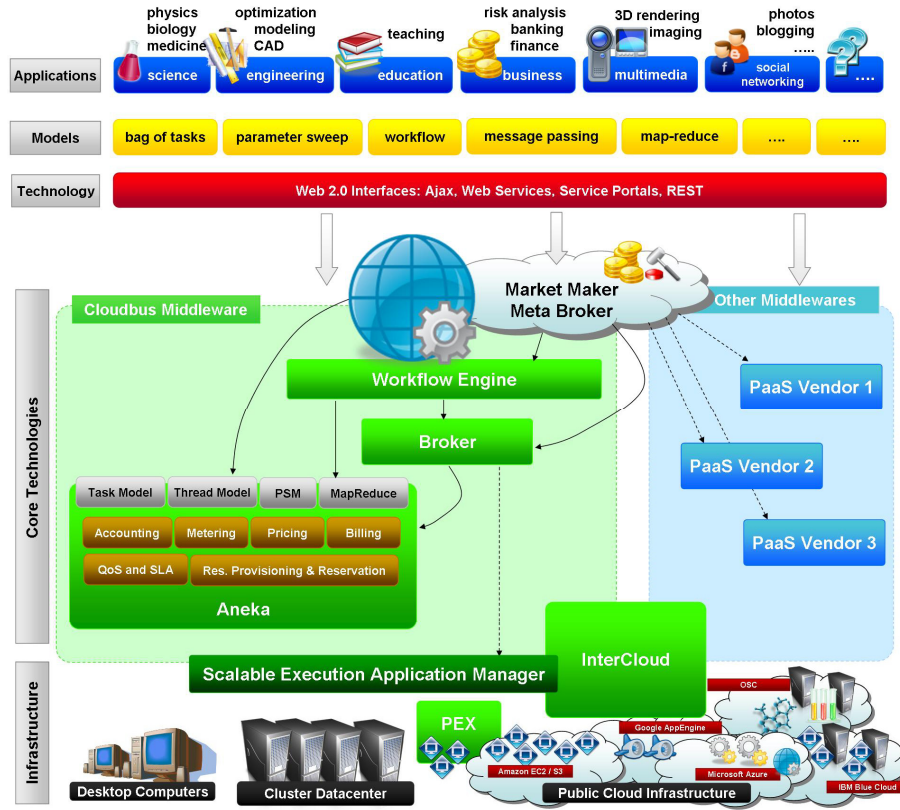 physics
biology
medicine
optimization
modeling
CAD
teaching
risk analysis
banking
finance
3D rendering
imaging
photos
blogging
.....
Applications
science
engineering
education
business
multimedia
f
B
social
networking
? ?
....
Models
bag of tasks
parameter sweep
workflow
message passing
map-reduce
....
....
Technology
Web 2.0 Interfaces: Ajax, Web Services, Service Portals, REST
Market Maker
Meta Broker
Cloudbus Middleware
Other Middlewares
Core Technologies
Workflow Engine
PaaS Vendor 1
Broker
PaaS Vendor 2
Task Model
Thread Model
PSM
MapReduce
Accounting
Metering
Pricing
Billing
PaaS Vendor 3
QoS and SLA
Res. Provisioning & Reservation
Aneka
InterCloud
Scalable Execution Application Manager
Infrastructure
OSC
PEX
Google AppEngine
Amazon EC2 / S3
Microsoft Azure
IBM Blue Cloud
Desktop Computers
Cluster Datacenter
Public Cloud Infrastructure